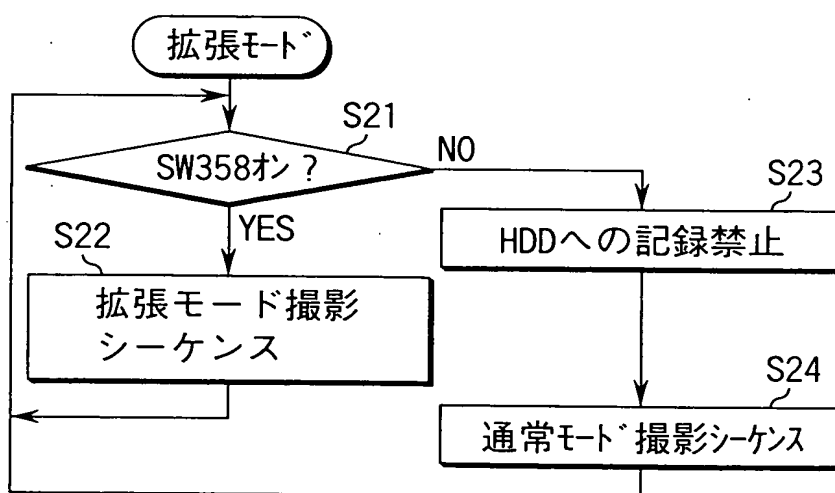 拡張ﾓｰﾄﾞ
S21
SW358ｵﾝ ?
NO
YES
S22
拡張モード撮影
シーケンス
S23
HDDへの記録禁止
S24
通常ﾓｰﾄﾞ撮影ｼｰｹﾝｽ